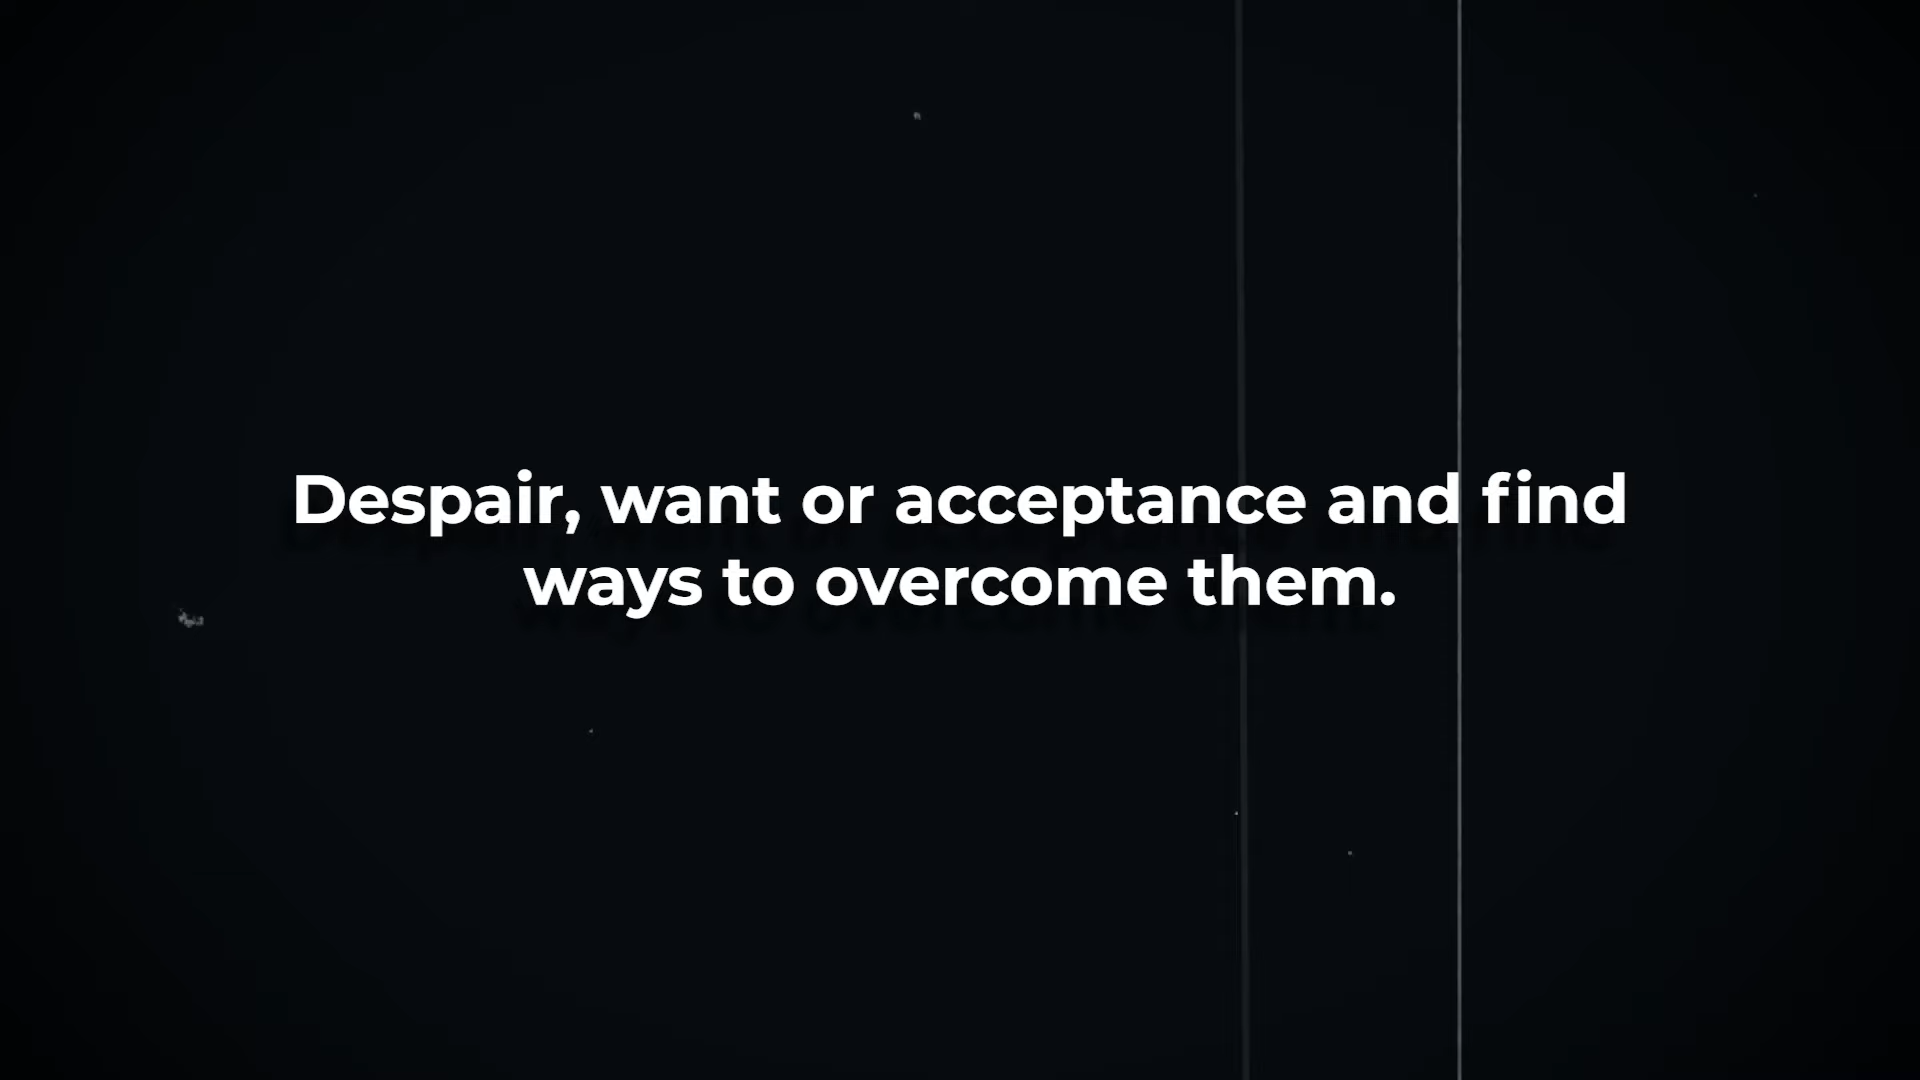 Despair, want or acceptance and find
ways to overcome them.